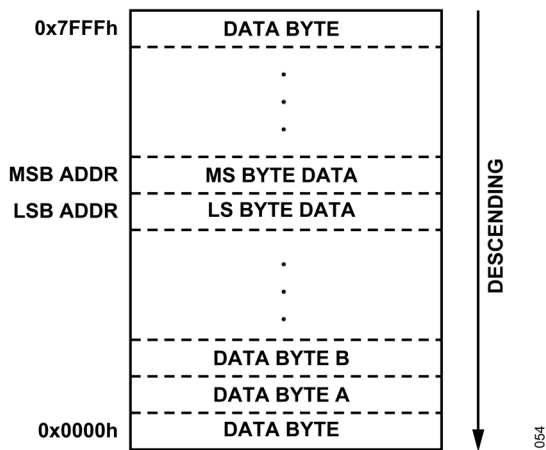 0x7FFFh DATA BYTE
MSB ADDR MS BYTE DATA
LSB ADDR LS BYTE DATA
DATA BYTE B
DATA BYTE A
0x0000h DATA BYTE
DESCENDING
054